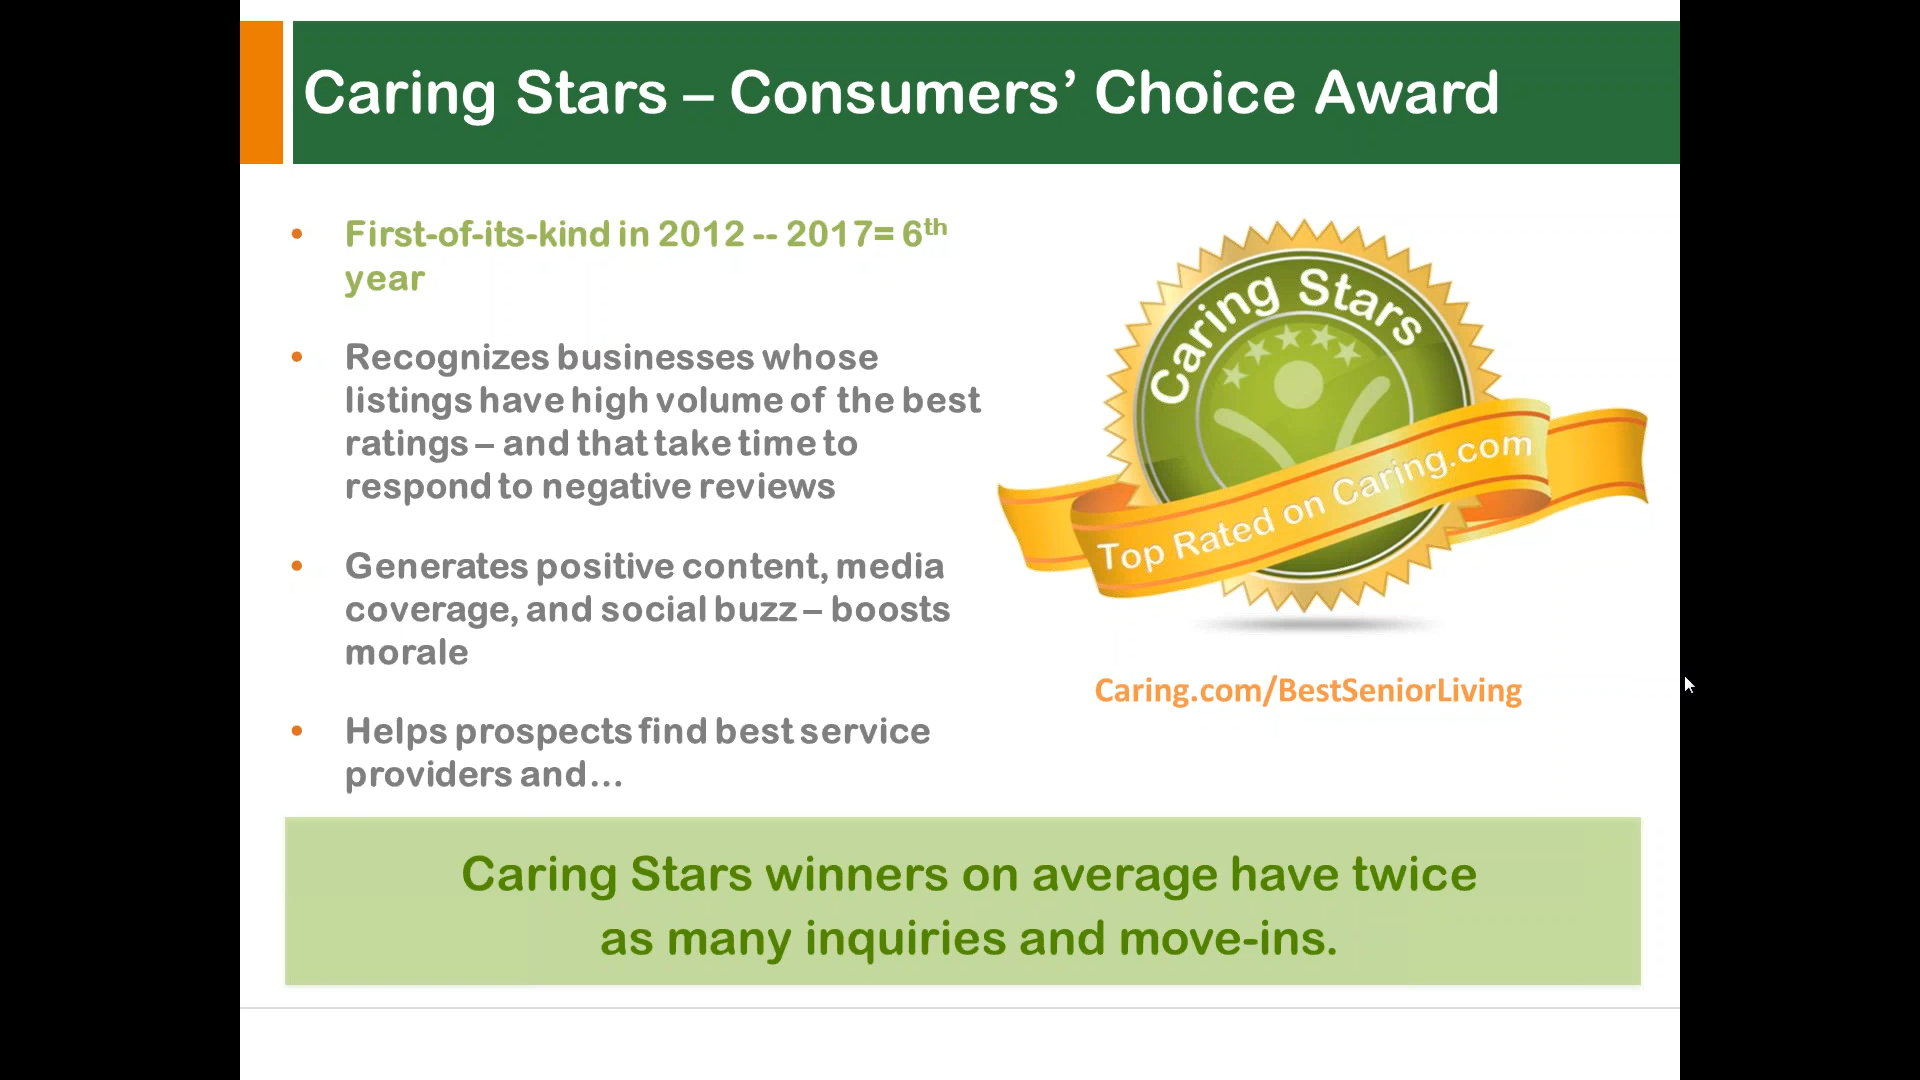 Caring Stars – Consumers’ Choice Award
• First-of-its-kind in 2012 -- 2017= 6th
year
• Recognizes businesses whose
listings have high volume of the best
ratings – and that take time to
respond to negative reviews
• Generates positive content, media
coverage, and social buzz – boosts
morale
• Helps prospects find best service
providers and...
Caring Stars
Top Rated on Caring.com
Caring.com/BestSeniorLiving
Caring Stars winners on average have twice
as many inquiries and move-ins.